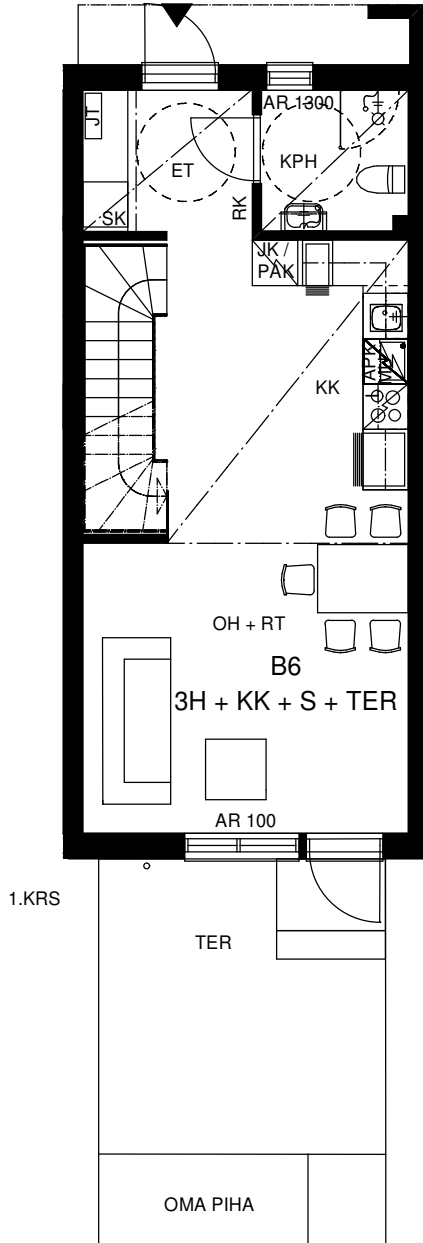 JT
AR 1300
ET
KPH
SK
RK
JK /
PAK
KK
APK
MU
OH + RT
B6
3H + KK + S + TER
AR 100
1.KRS
TER
OMA PIHA